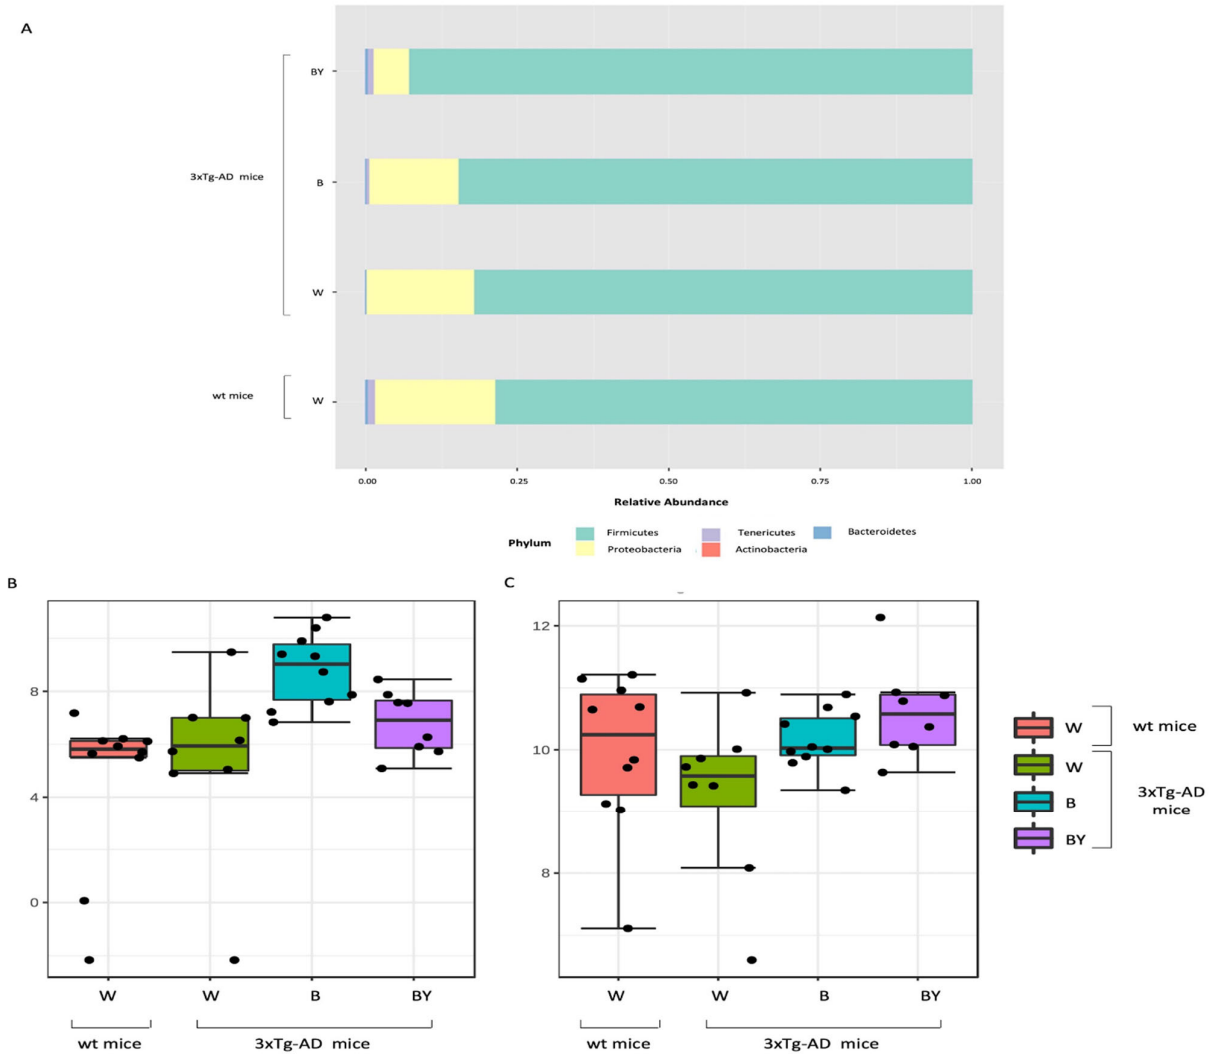 A
BY
3xTg-AD mice
B
W
wt mice
W
0.00 0.25 0.50 0.75 1.00
Relative Abundance
Phylum
Firmicutes Tenericutes Bacteroidetes
Proteobacteria Actinobacteria
B
8
4
0
W W B BY
wt mice 3xTg-AD mice
C
12
10
8
W W B BY
wt mice 3xTg-AD mice
W wt mice
W
B 3xTg-AD
mice
BY